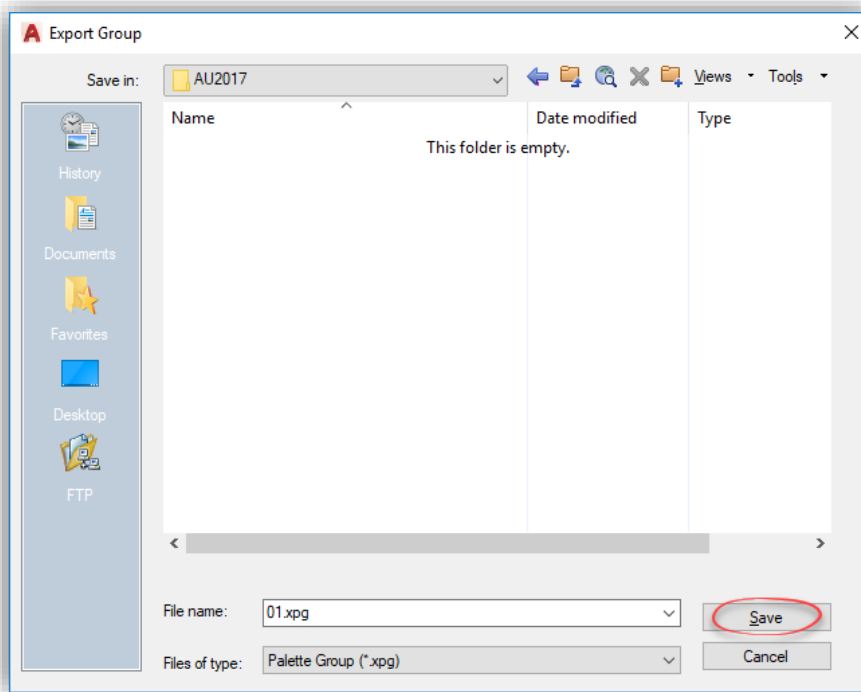 Export Group
Save in: AU2017 Views Tools
Name Date modified Type
This folder is empty.
History
Documents
Favorites
Desktop
FTP
File name: 01.xpg Save
Files of type: Palette Group (*.xpg) Cancel